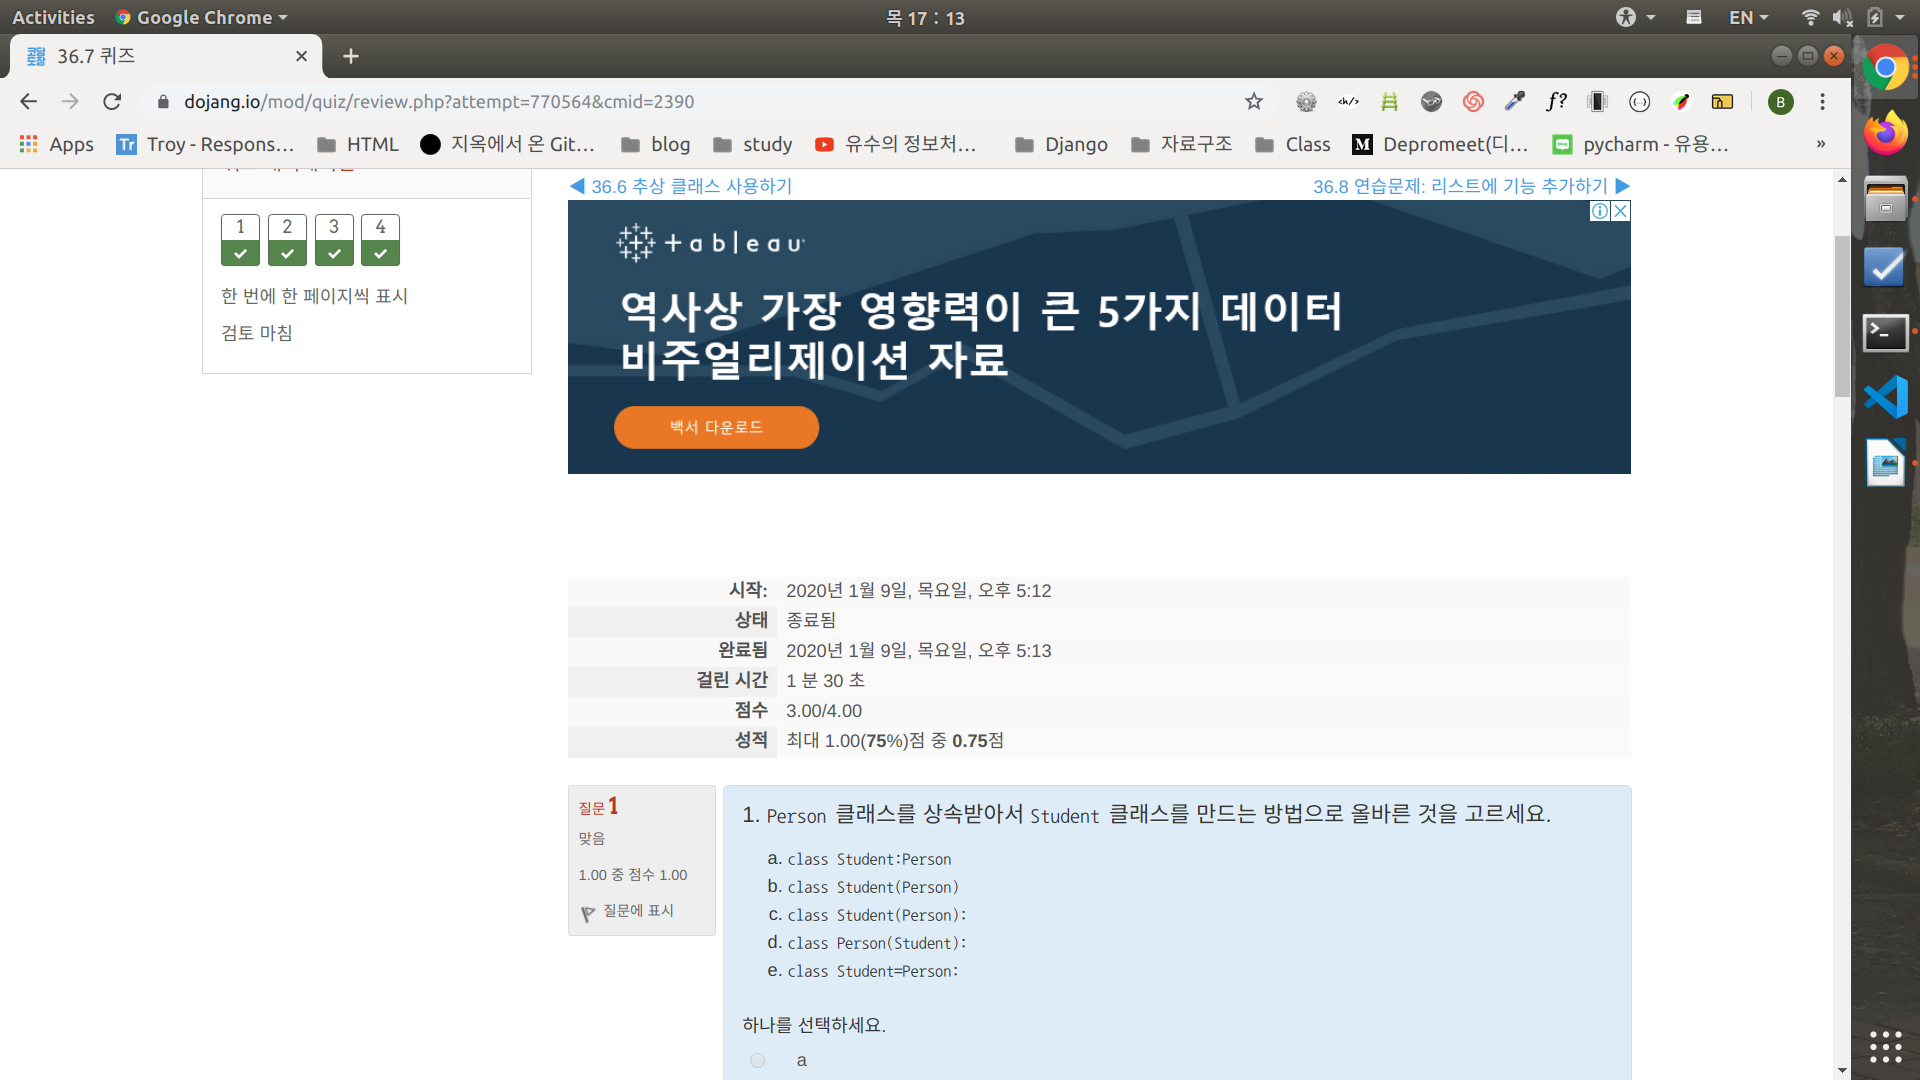 Activities
Google Chrome
목 17 : 13
EN
36.7 퀴즈
dojang.io/mod/quiz/review.php?attempt=770564&cmid=2390
<h/>
f?
B
Apps
Tr
Troy - Respons…
HTML
지옥에서 온 Git…
blog
study
유수의 정보처…
Django
자료구조
Class
M
Depromeet(디…
pycharm - 유용…
»
◀ 36.6 추상 클래스 사용하기
36.8 연습문제: 리스트에 기능 추가하기 ▶
1
2
3
4
한 번에 한 페이지씩 표시
검토 마침
+ableau
역사상 가장 영향력이 큰 5가지 데이터
비주얼리제이션 자료
백서 다운로드
시작: 2020년 1월 9일, 목요일, 오후 5:12
상태 종료됨
완료됨 2020년 1월 9일, 목요일, 오후 5:13
걸린 시간 1 분 30 초
점수 3.00/4.00
성적 최대 1.00(75%)점 중 0.75점
질문 1
맞음
1.00 중 점수 1.00
질문에 표시
1. Person 클래스를 상속받아서 Student 클래스를 만드는 방법으로 올바른 것을 고르세요.
a. class Student:Person
b. class Student(Person)
c. class Student(Person):
d. class Person(Student):
e. class Student=Person:
하나를 선택하세요.
a